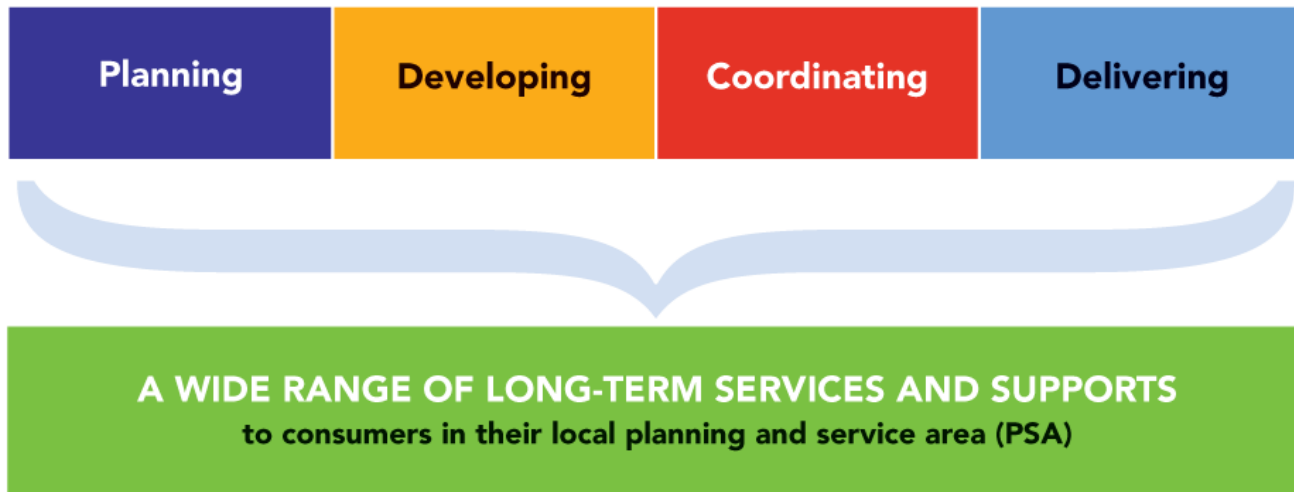 Planning
Developing
Coordinating
Delivering
A WIDE RANGE OF LONG-TERM SERVICES AND SUPPORTS
to consumers in their local planning and service area (PSA)